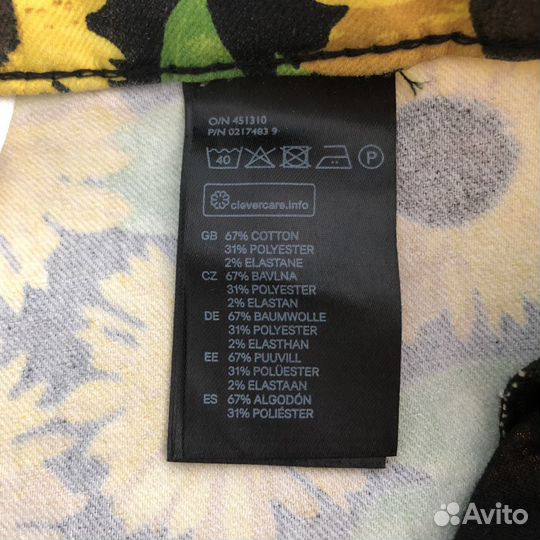 O/N 451310
P/N 0217483 9
40 P
clevercare.info
GB 67% COTTON
31% POLYESTER
2% ELASTANE
CZ 67% BAVLNA
31% POLYESTER
2% ELASTAN
DE 67% BAUMWOLLE
31% POLYESTER
2% ELASTHAN
EE 67% PUUVILL
31% POLÜESTER
2% ELASTAAN
ES 67% ALGODÓN
31% POLIÉSTER
Avito